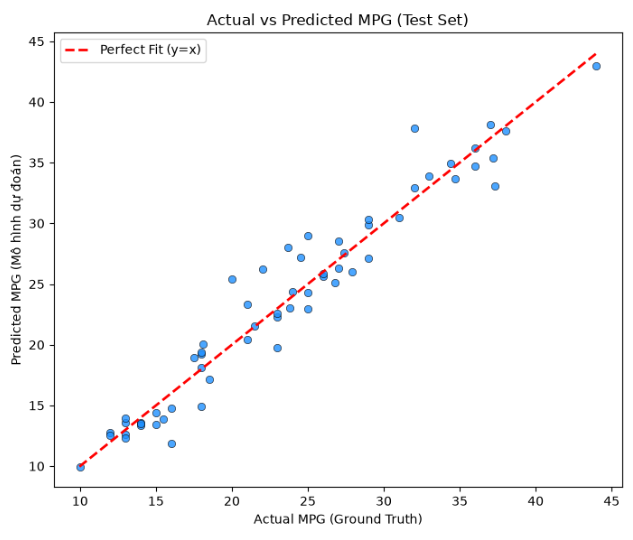 Actual vs Predicted MPG (Test Set)
Perfect Fit (y=x)
45
40
35
30
25
20
15
10
Predicted MPG (Mô hình dự đoán)
10 15 20 25 30 35 40 45
Actual MPG (Ground Truth)